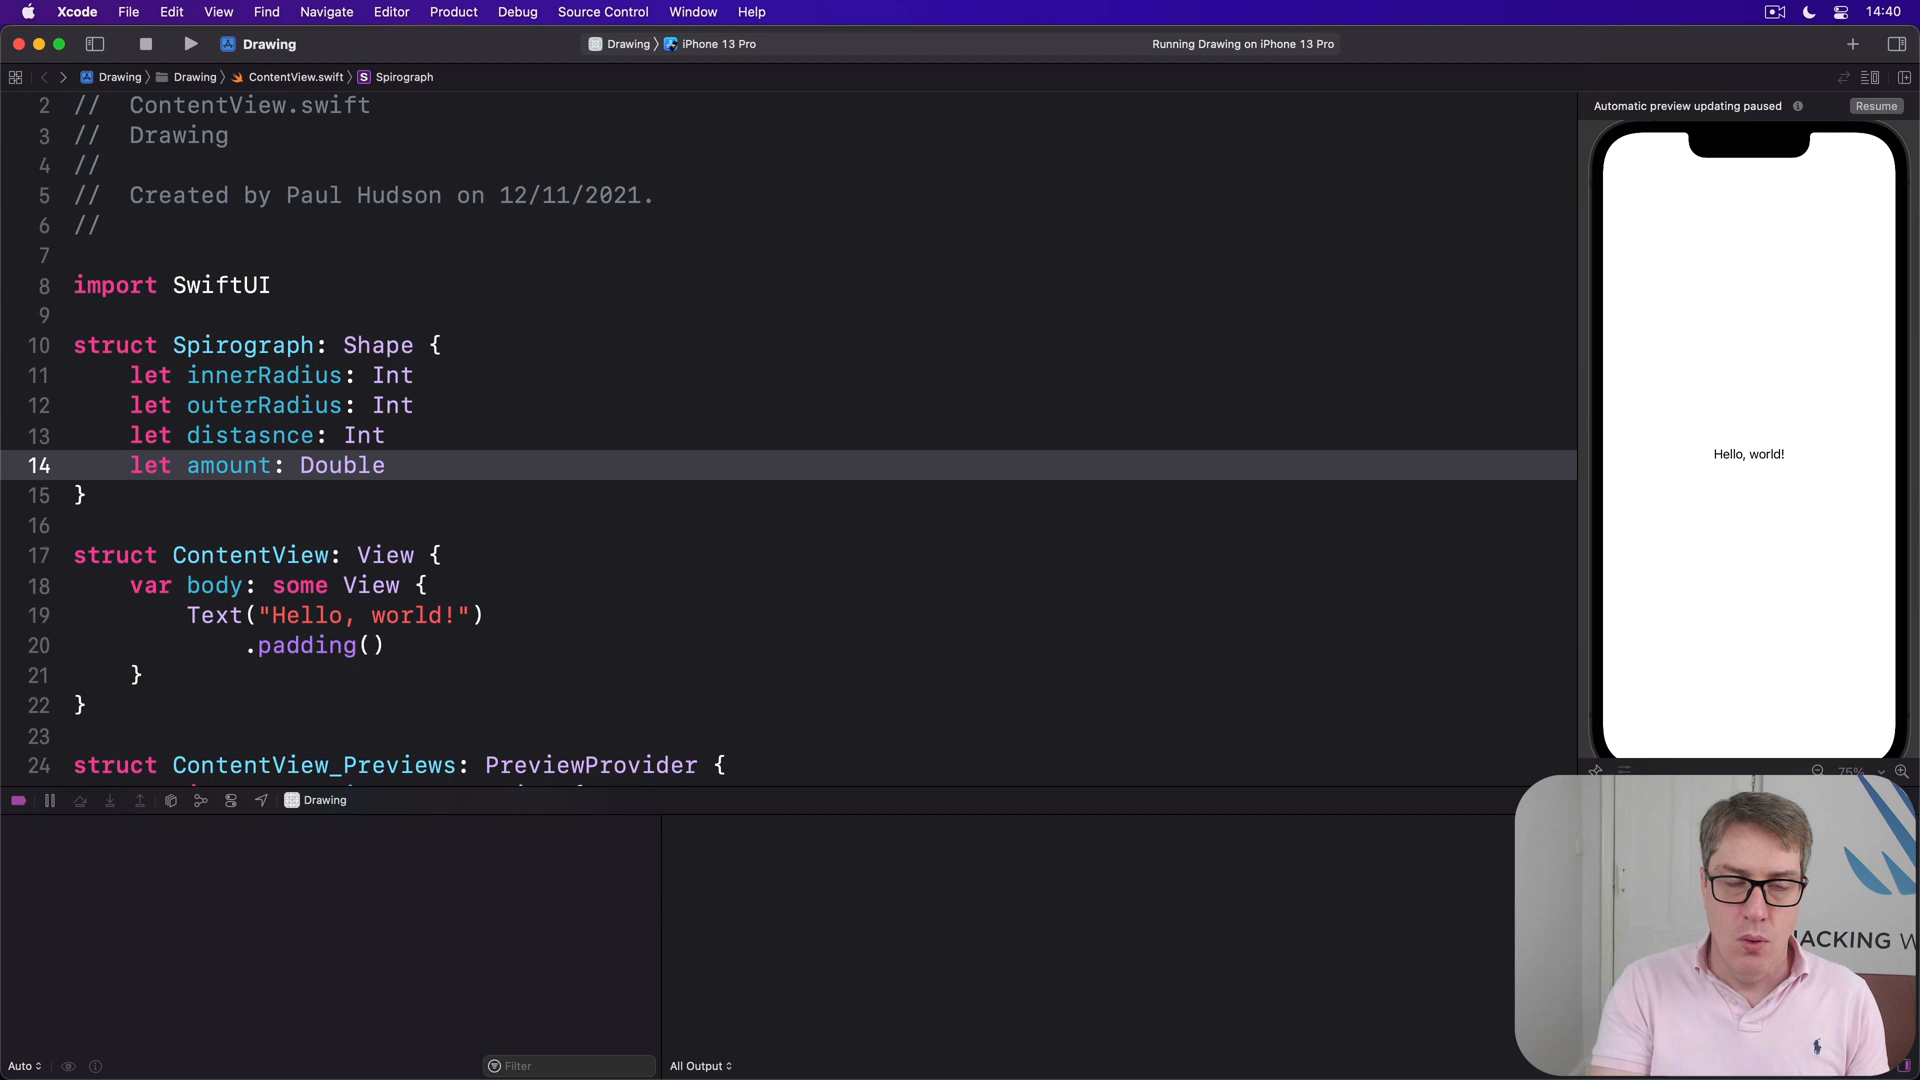 Xcode File Edit View Find Navigate Editor Product Debug Source Control Window Help 14:40
Drawing
Drawing iPhone 13 Pro Running Drawing on iPhone 13 Pro
Drawing Drawing ContentView.swift S Spirograph
Automatic preview updating paused Resume
2 // ContentView.swift
3 // Drawing
4 //
5 // Created by Paul Hudson on 12/11/2021.
6 //
7
8 import SwiftUI
9
10 struct Spirograph: Shape {
11 let innerRadius: Int
12 let outerRadius: Int
13 let distasnce: Int
14 let amount: Double
15 }
16
17 struct ContentView: View {
18 var body: some View {
19 Text("Hello, world!")
20 .padding()
21 }
22 }
23
24 struct ContentView_Previews: PreviewProvider {
Hello, world!
75%
Drawing
HACKING W
Auto Filter All Output